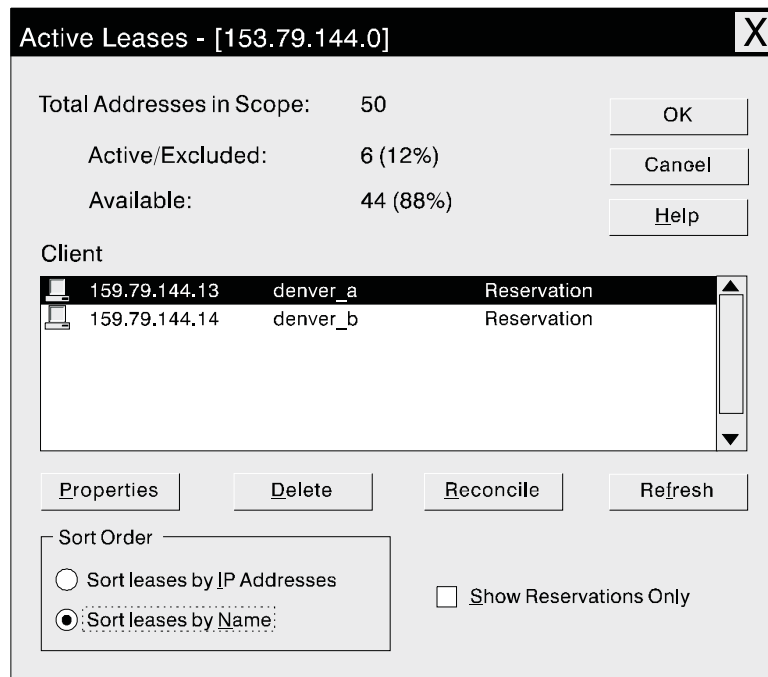 Active Leases - [153.79.144.0] X
Total Addresses in Scope: 50
OK
Active/Excluded: 6 (12%)
Cancel
Available: 44 (88%)
Help
Client
159.79.144.13 denver_a Reservation
159.79.144.14 denver_b Reservation
Properties Delete Reconcile Refresh
Sort Order
Sort leases by IP Addresses
Show Reservations Only
Sort leases by Name